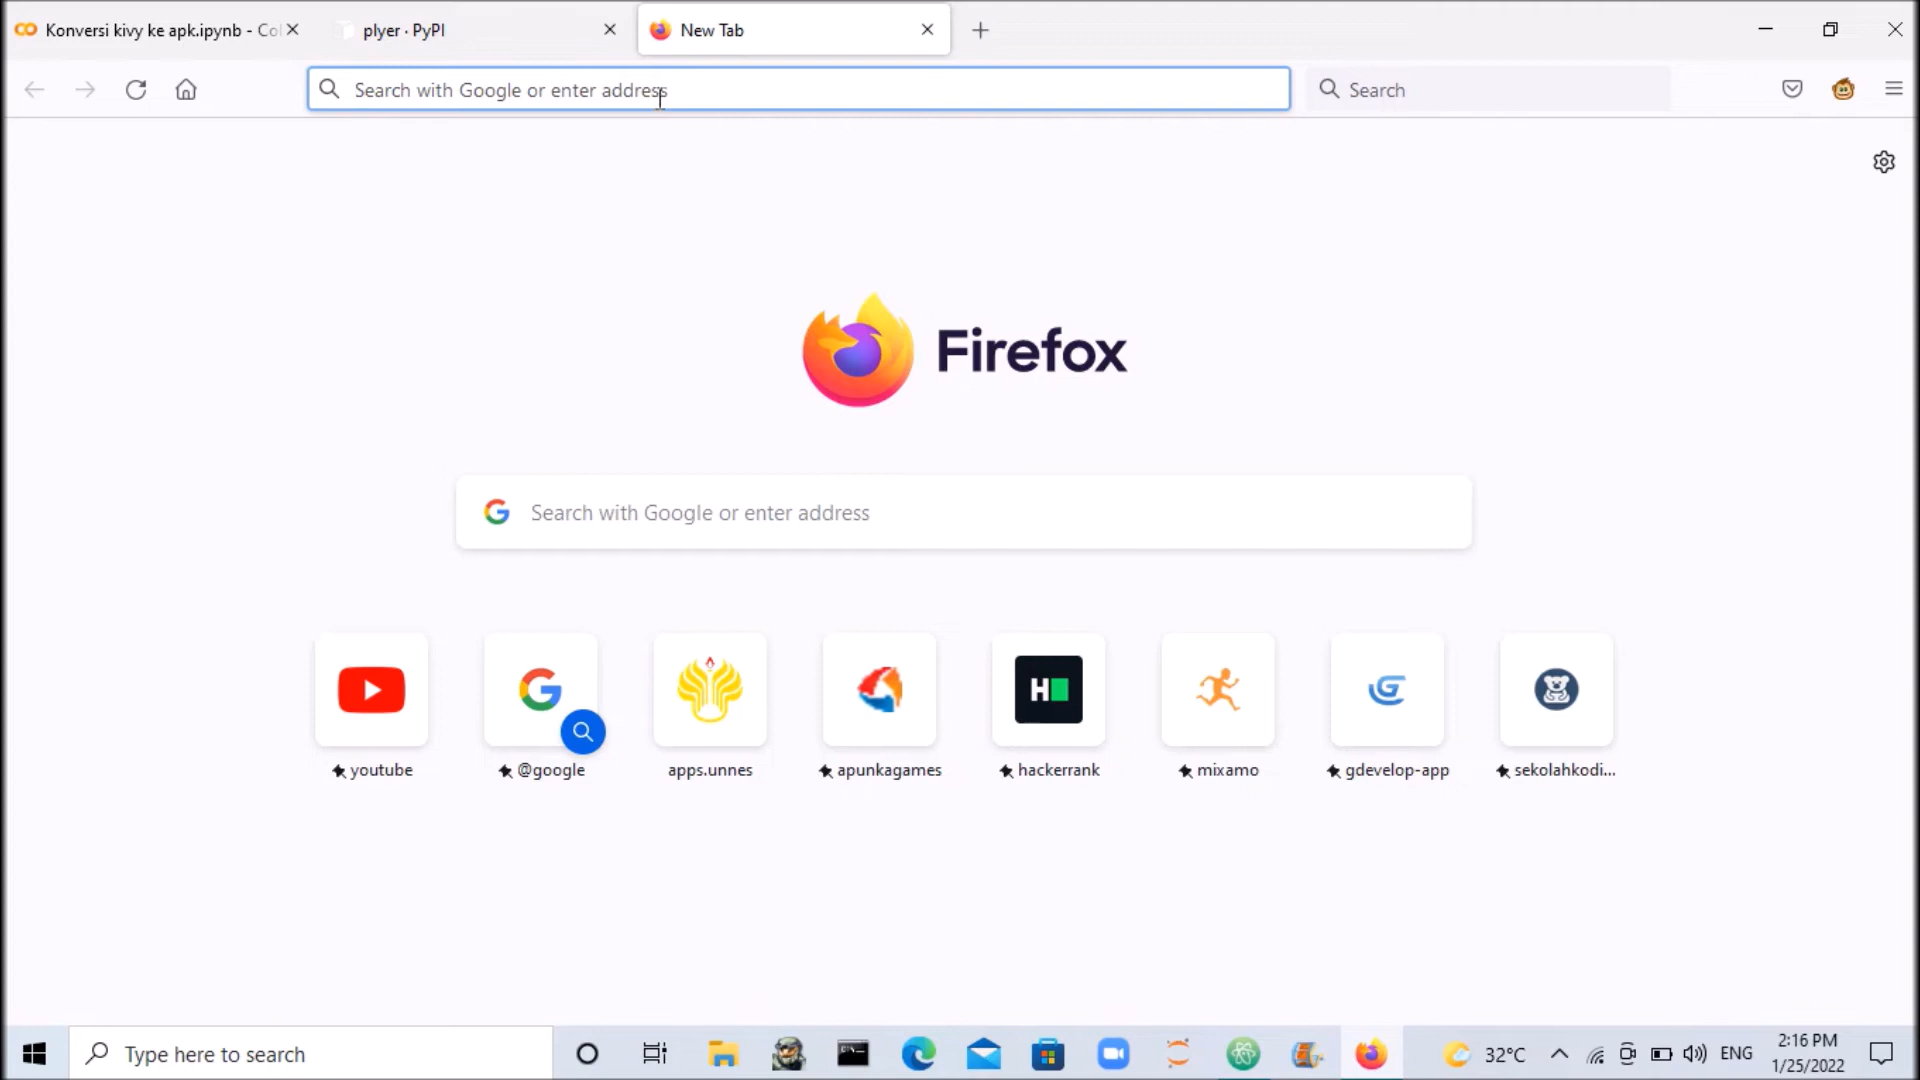 Konversi kivy ke apk.ipynb - Col
plyer · PyPI
New Tab
Search with Google or enter address
Search
Firefox
Search with Google or enter address
youtube
@google
apps.unnes
apunkagames
hackerrank
mixamo
gdevelop-app
sekolahkodi...
Type here to search
32°C
ENG
2:16 PM
1/25/2022